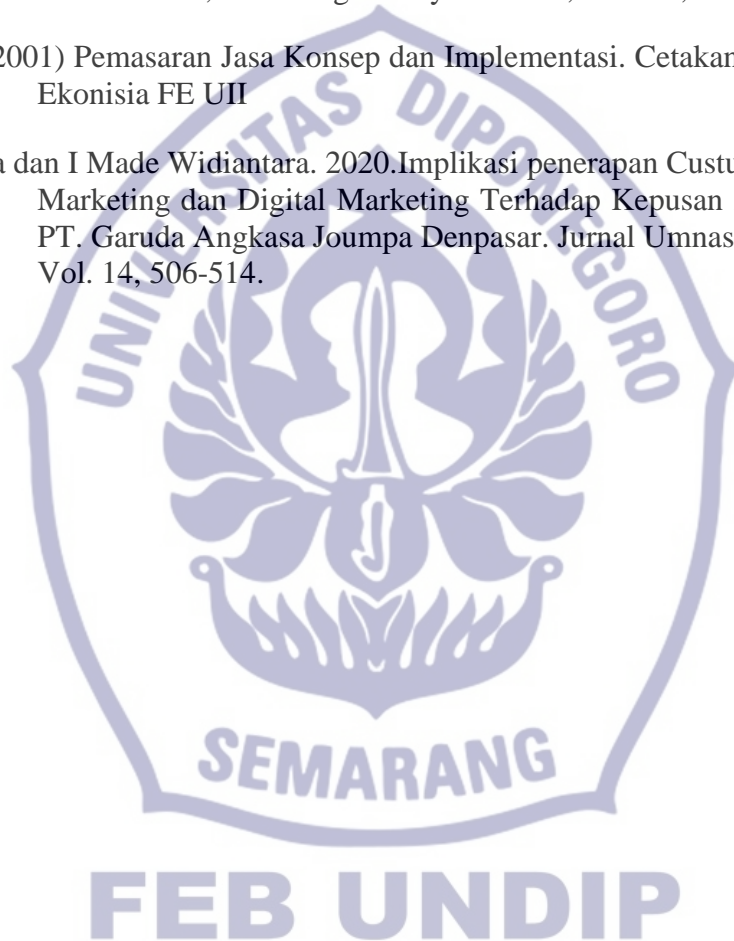 2001) Pemasaran Jasa Konsep dan Implementasi. Cetakan
Ekonisia FE UII
a dan I Made Widiantara. 2020.Implikasi penerapan Custu
Marketing dan Digital Marketing Terhadap Kepusan
PT. Garuda Angkasa Joumpa Denpasar. Jurnal Umnas
Vol. 14, 506-514.
UNIVERSITAS DIPONEGORO
SEMARANG
FEB UNDIP